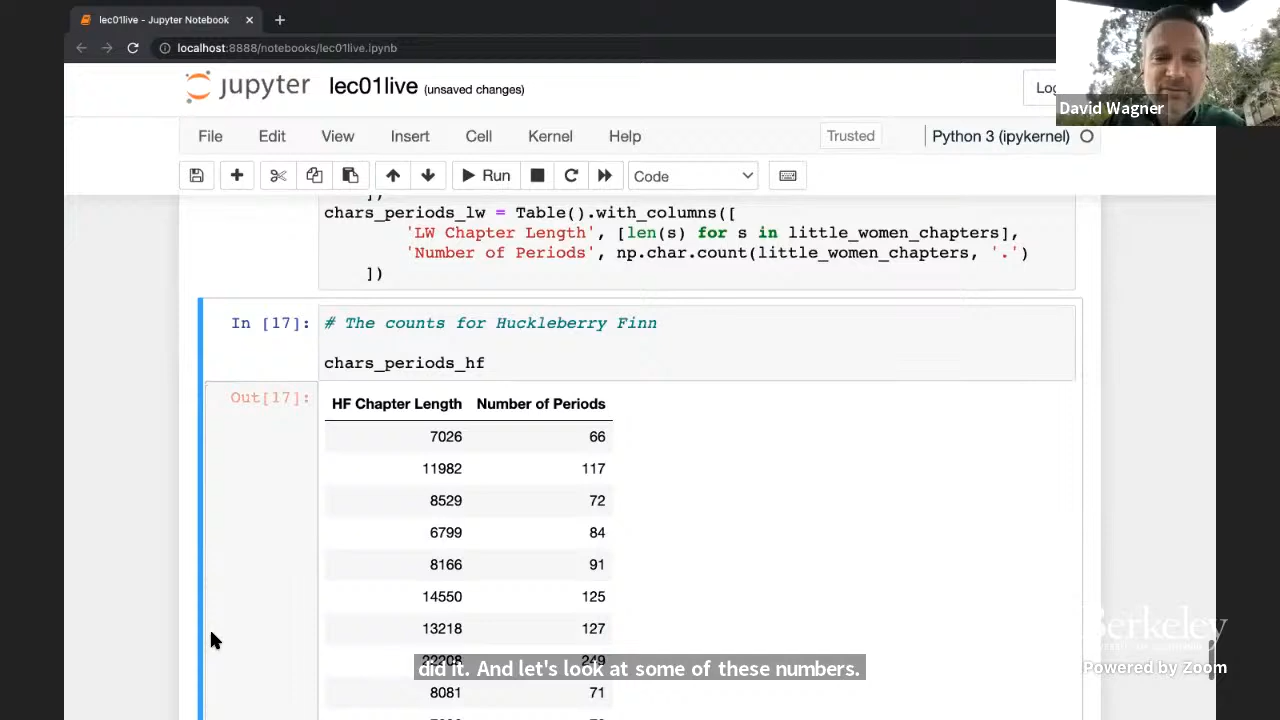 lec01live - Jupyter Notebook
localhost:8888/notebooks/lec01live.ipynb
jupyter lec01live (unsaved changes)
David Wagner
File Edit View Insert Cell Kernel Help Trusted Python 3 (ipykernel)
Run Code
chars_periods_lw = Table().with_columns([
'LW Chapter Length', [len(s) for s in little_women_chapters],
'Number of Periods', np.char.count(little_women_chapters, '.')
])
In [17]: # The counts for Huckleberry Finn
chars_periods_hf
Out[17]:
HF Chapter Length Number of Periods
7026 66
11982 117
8529 72
6799 84
8166 91
14550 125
13218 127
22208 249
did it. And let's look at some of these numbers.
8081 71
Berkeley
Powered by Zoom